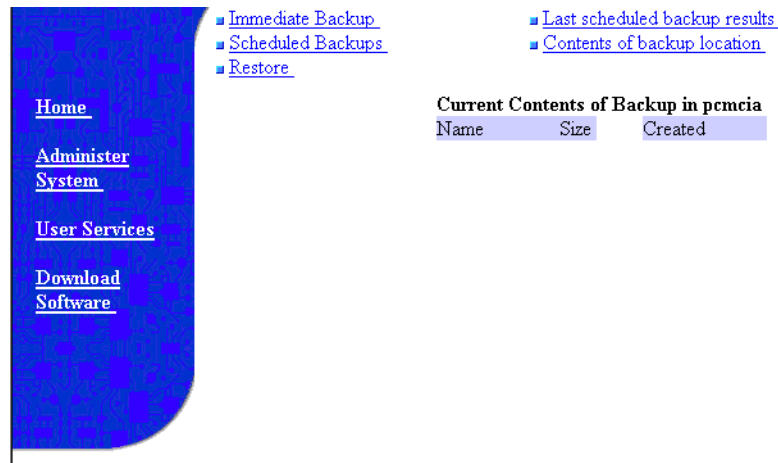 Immediate Backup
Scheduled Backups
Restore
Last scheduled backup results
Contents of backup location
Home
Administer
System
User Services
Download
Software
Current Contents of Backup in pcmcia
Name Size Created